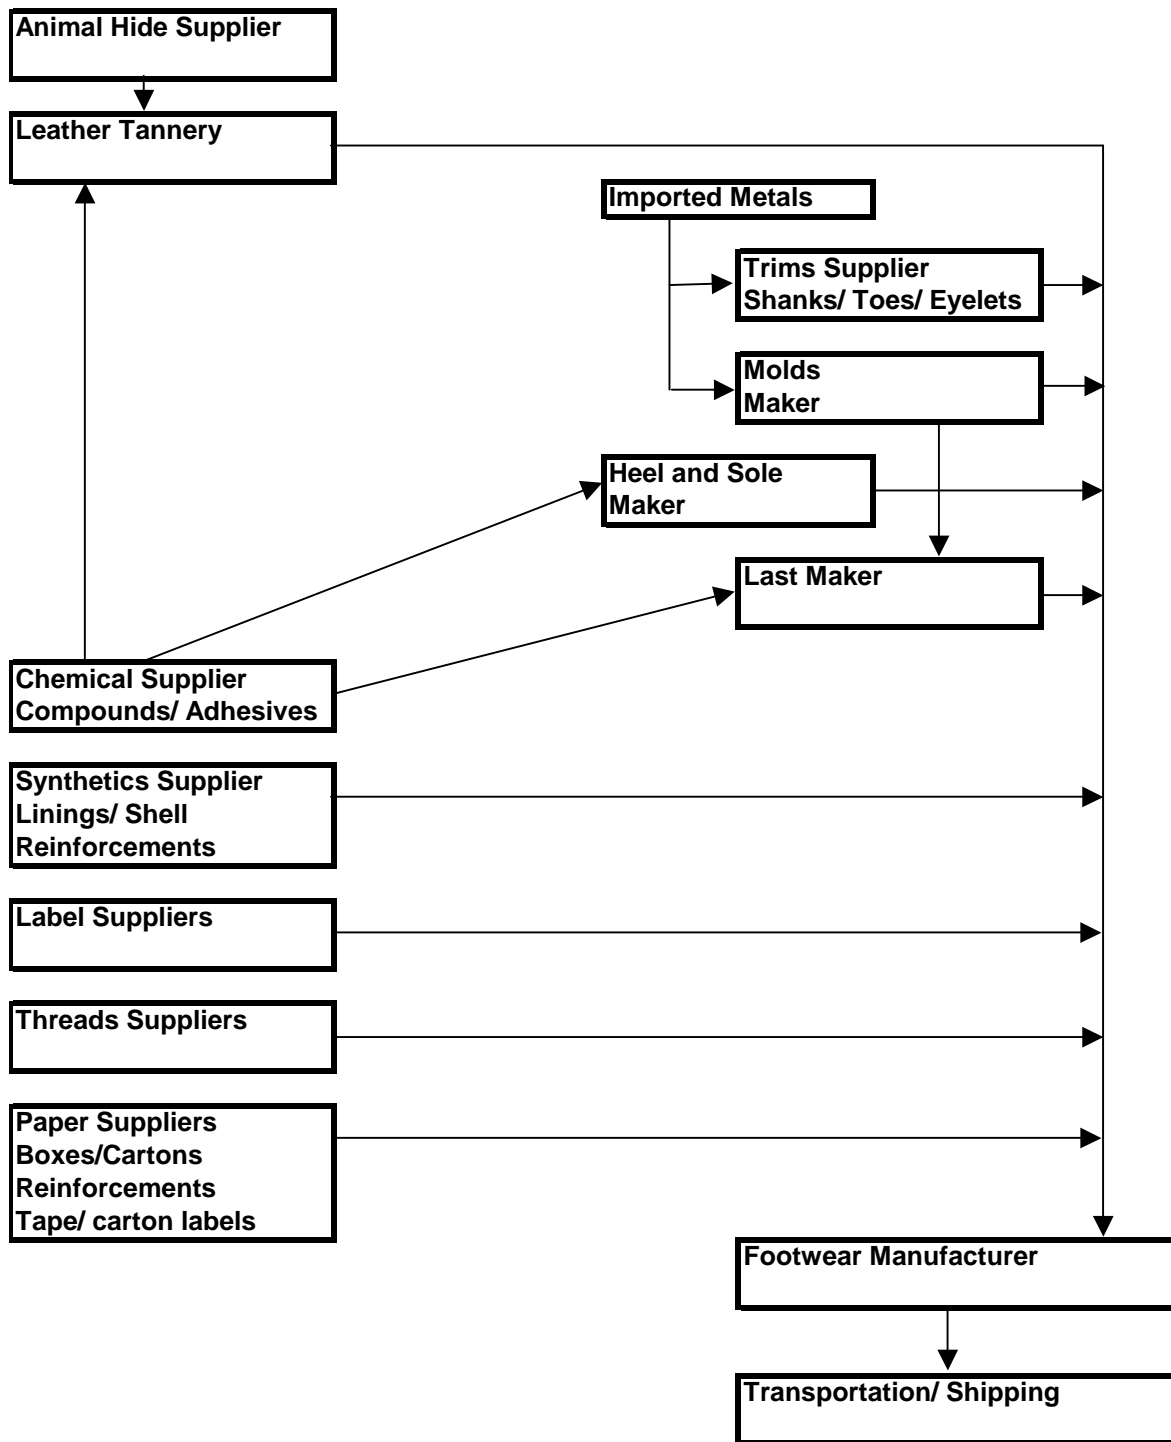 Animal Hide Supplier
Leather Tannery
Imported Metals
Trims Supplier
Shanks/ Toes/ Eyelets
Molds
Maker
Heel and Sole
Maker
Last Maker
Chemical Supplier
Compounds/ Adhesives
Synthetics Supplier
Linings/ Shell
Reinforcements
Label Suppliers
Threads Suppliers
Paper Suppliers
Boxes/Cartons
Reinforcements
Tape/ carton labels
Footwear Manufacturer
Transportation/ Shipping